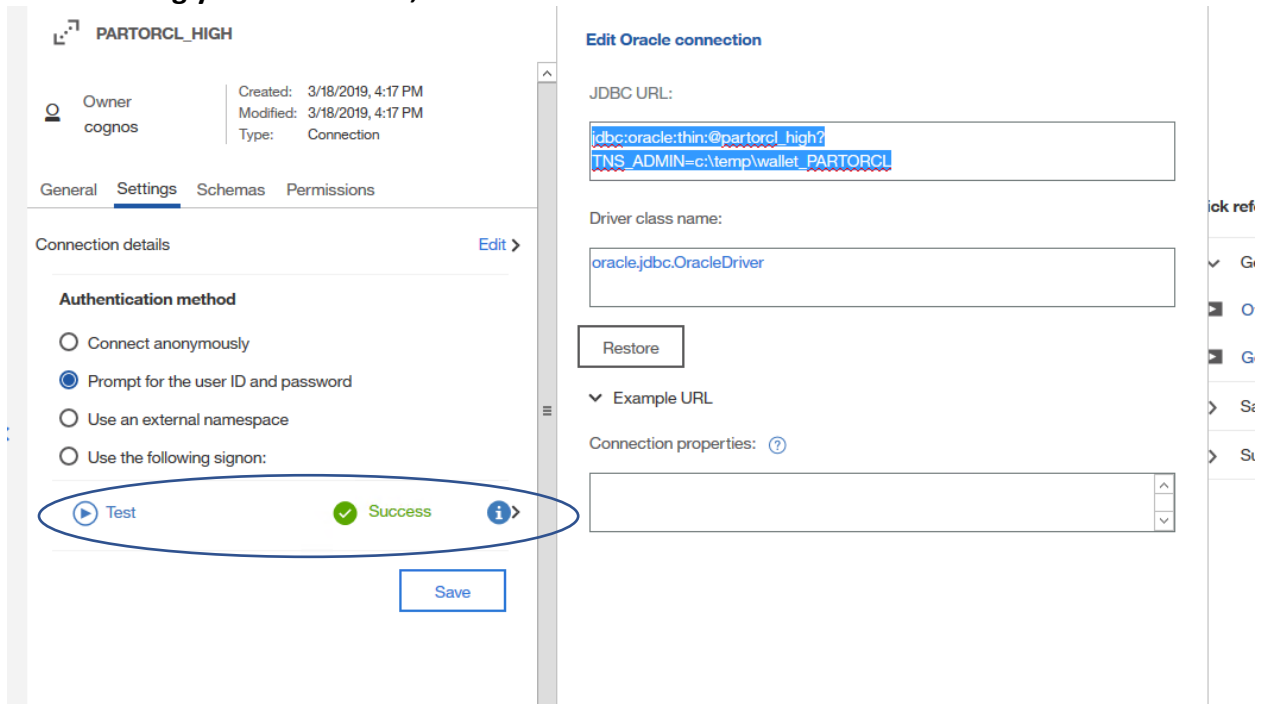 PARTORCL_HIGH
Owner
cognos
Created: 3/18/2019, 4:17 PM
Modified: 3/18/2019, 4:17 PM
Type: Connection
General Settings Schemas Permissions
Connection details Edit
Authentication method
Connect anonymously
Prompt for the user ID and password
Use an external namespace
Use the following signon:
Test Success
Save
Edit Oracle connection
JDBC URL:
jdbc:oracle:thin:@partorcl_high?
TNS_ADMIN=c:\temp\wallet_PARTORCL
Driver class name:
oracle.jdbc.OracleDriver
Restore
Example URL
Connection properties: